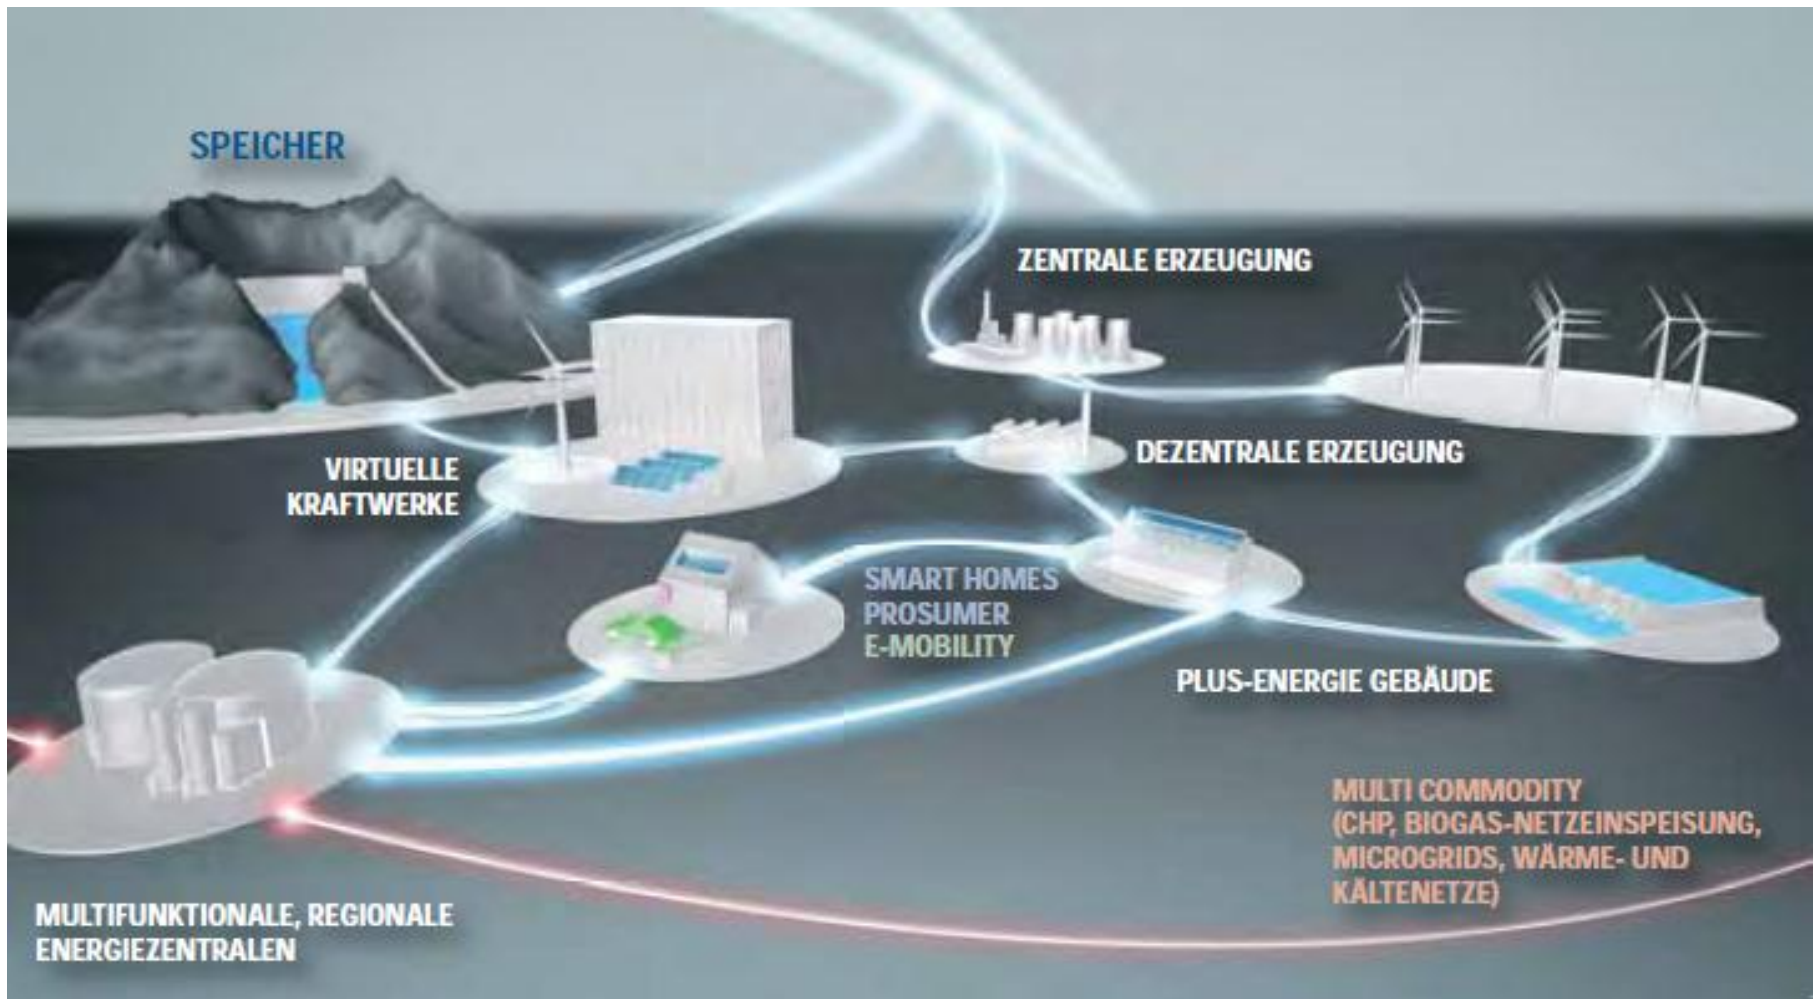 SPEICHER
ZENTRALE ERZEUGUNG
VIRTUELLE
KRAFTWERKE
DEZENTRALE ERZEUGUNG
SMART HOMES
PROSUMER
E-MOBILITY
PLUS-ENERGIE GEBÄUDE
MULTI COMMODITY
(CHP, BIOGAS-NETZEINSPEISUNG,
MICROGRIDS, WÄRME- UND
KÄLTENETZE)
MULTIFUNKTIONALE, REGIONALE
ENERGIEZENTRALEN